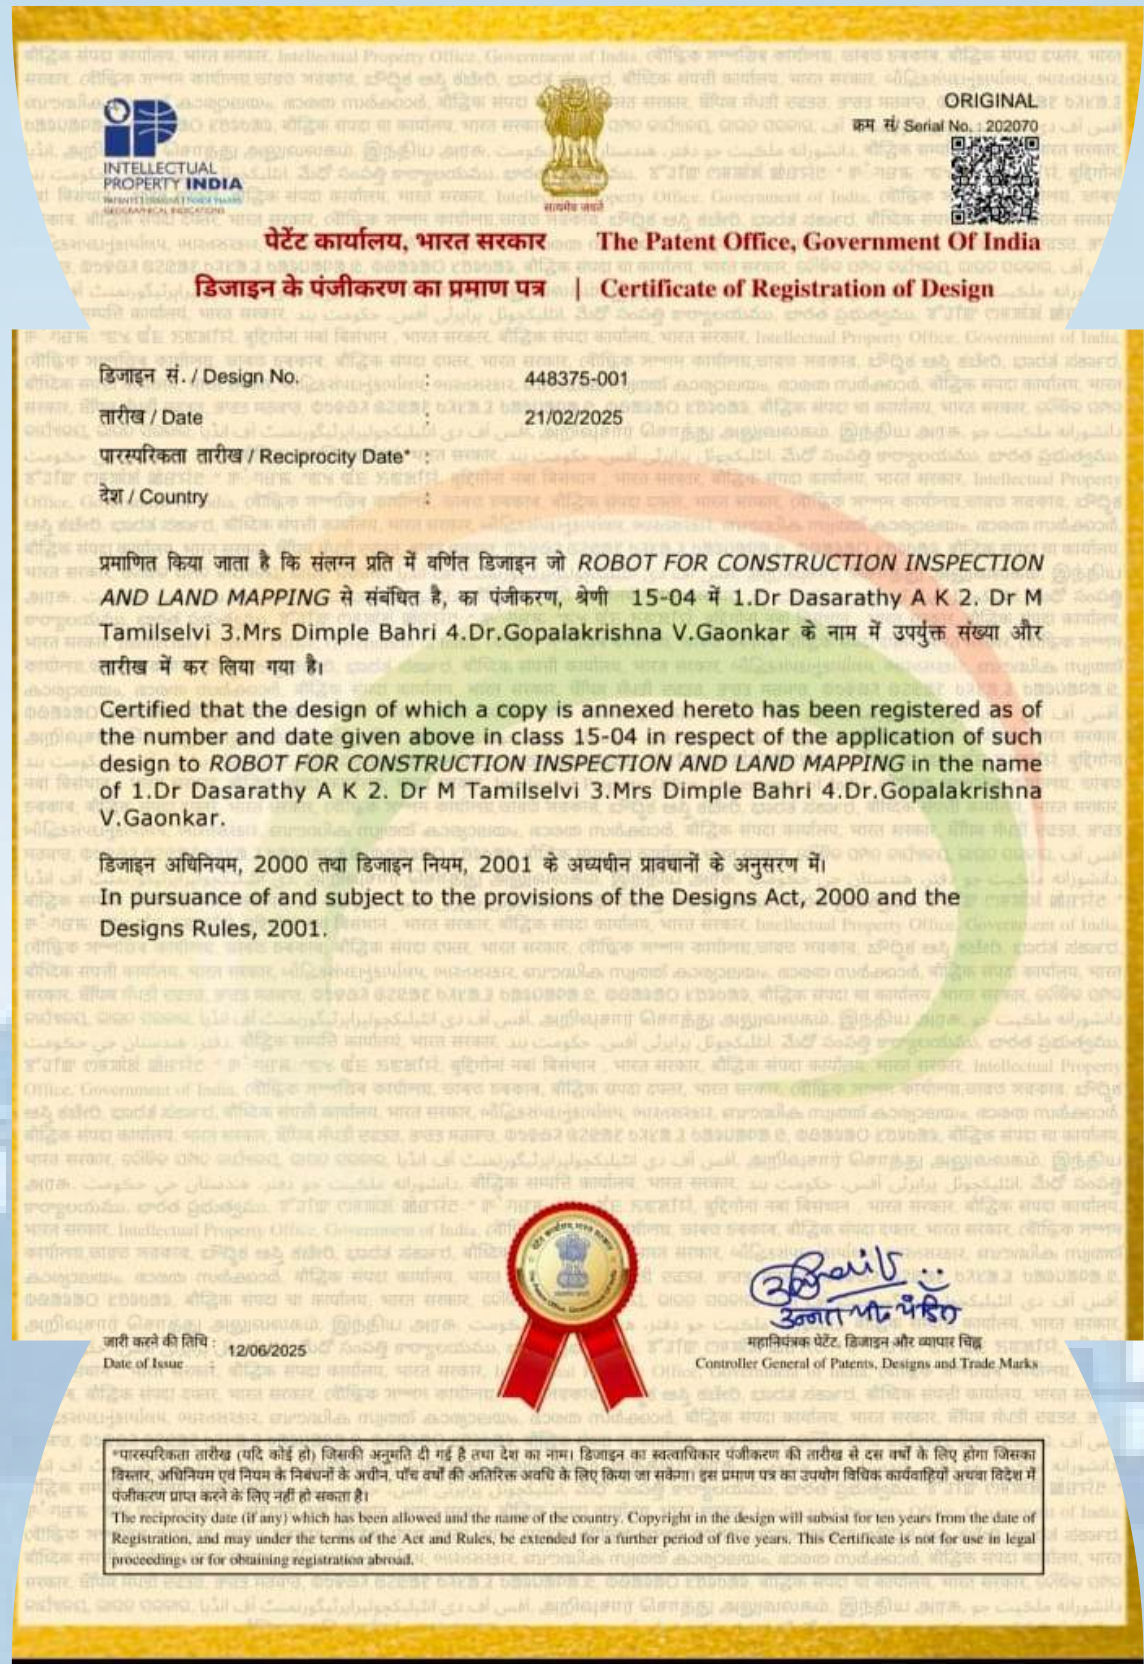 INTELLECTUAL
PROPERTY INDIA
PATENTS | DESIGNS | TRADE MARKS
GEOGRAPHICAL INDICATIONS
सत्यमेव जयते
ORIGINAL
क्रम सं/ Serial No. : 202070
पेटेंट कार्यालय, भारत सरकार The Patent Office, Government Of India
डिजाइन के पंजीकरण का प्रमाण पत्र | Certificate of Registration of Design
डिजाइन सं. / Design No. : 448375-001
तारीख / Date : 21/02/2025
पारस्परिकता तारीख / Reciprocity Date* :
देश / Country :
प्रमाणित किया जाता है कि संलग्न प्रति में वर्णित डिजाइन जो ROBOT FOR CONSTRUCTION INSPECTION
AND LAND MAPPING से संबंधित है, का पंजीकरण, श्रेणी 15-04 में 1.Dr Dasarathy A K 2. Dr M
Tamilselvi 3.Mrs Dimple Bahri 4.Dr.Gopalakrishna V.Gaonkar के नाम में उपर्युक्त संख्या और
तारीख में कर लिया गया है।
Certified that the design of which a copy is annexed hereto has been registered as of
the number and date given above in class 15-04 in respect of the application of such
design to ROBOT FOR CONSTRUCTION INSPECTION AND LAND MAPPING in the name
of 1.Dr Dasarathy A K 2. Dr M Tamilselvi 3.Mrs Dimple Bahri 4.Dr.Gopalakrishna
V.Gaonkar.
डिजाइन अधिनियम, 2000 तथा डिजाइन नियम, 2001 के अध्यधीन प्रावधानों के अनुसरण में।
In pursuance of and subject to the provisions of the Designs Act, 2000 and the
Designs Rules, 2001.
जारी करने की तिथि :
Date of Issue : 12/06/2025
महानियंत्रक पेटेंट, डिजाइन और व्यापार चिह्न
Controller General of Patents, Designs and Trade Marks
*पारस्परिकता तारीख (यदि कोई हो) जिसकी अनुमति दी गई है तथा देश का नाम। डिजाइन का स्वत्वाधिकार पंजीकरण की तारीख से दस वर्षों के लिए होगा जिसका
विस्तार, अधिनियम एवं नियम के निबंधनों के अधीन, पाँच वर्षों की अतिरिक्त अवधि के लिए किया जा सकेगा। इस प्रमाण पत्र का उपयोग विधिक कार्यवाहियों अथवा विदेश में
पंजीकरण प्राप्त करने के लिए नहीं हो सकता है।
The reciprocity date (if any) which has been allowed and the name of the country. Copyright in the design will subsist for ten years from the date of
Registration, and may under the terms of the Act and Rules, be extended for a further period of five years. This Certificate is not for use in legal
proceedings or for obtaining registration abroad.